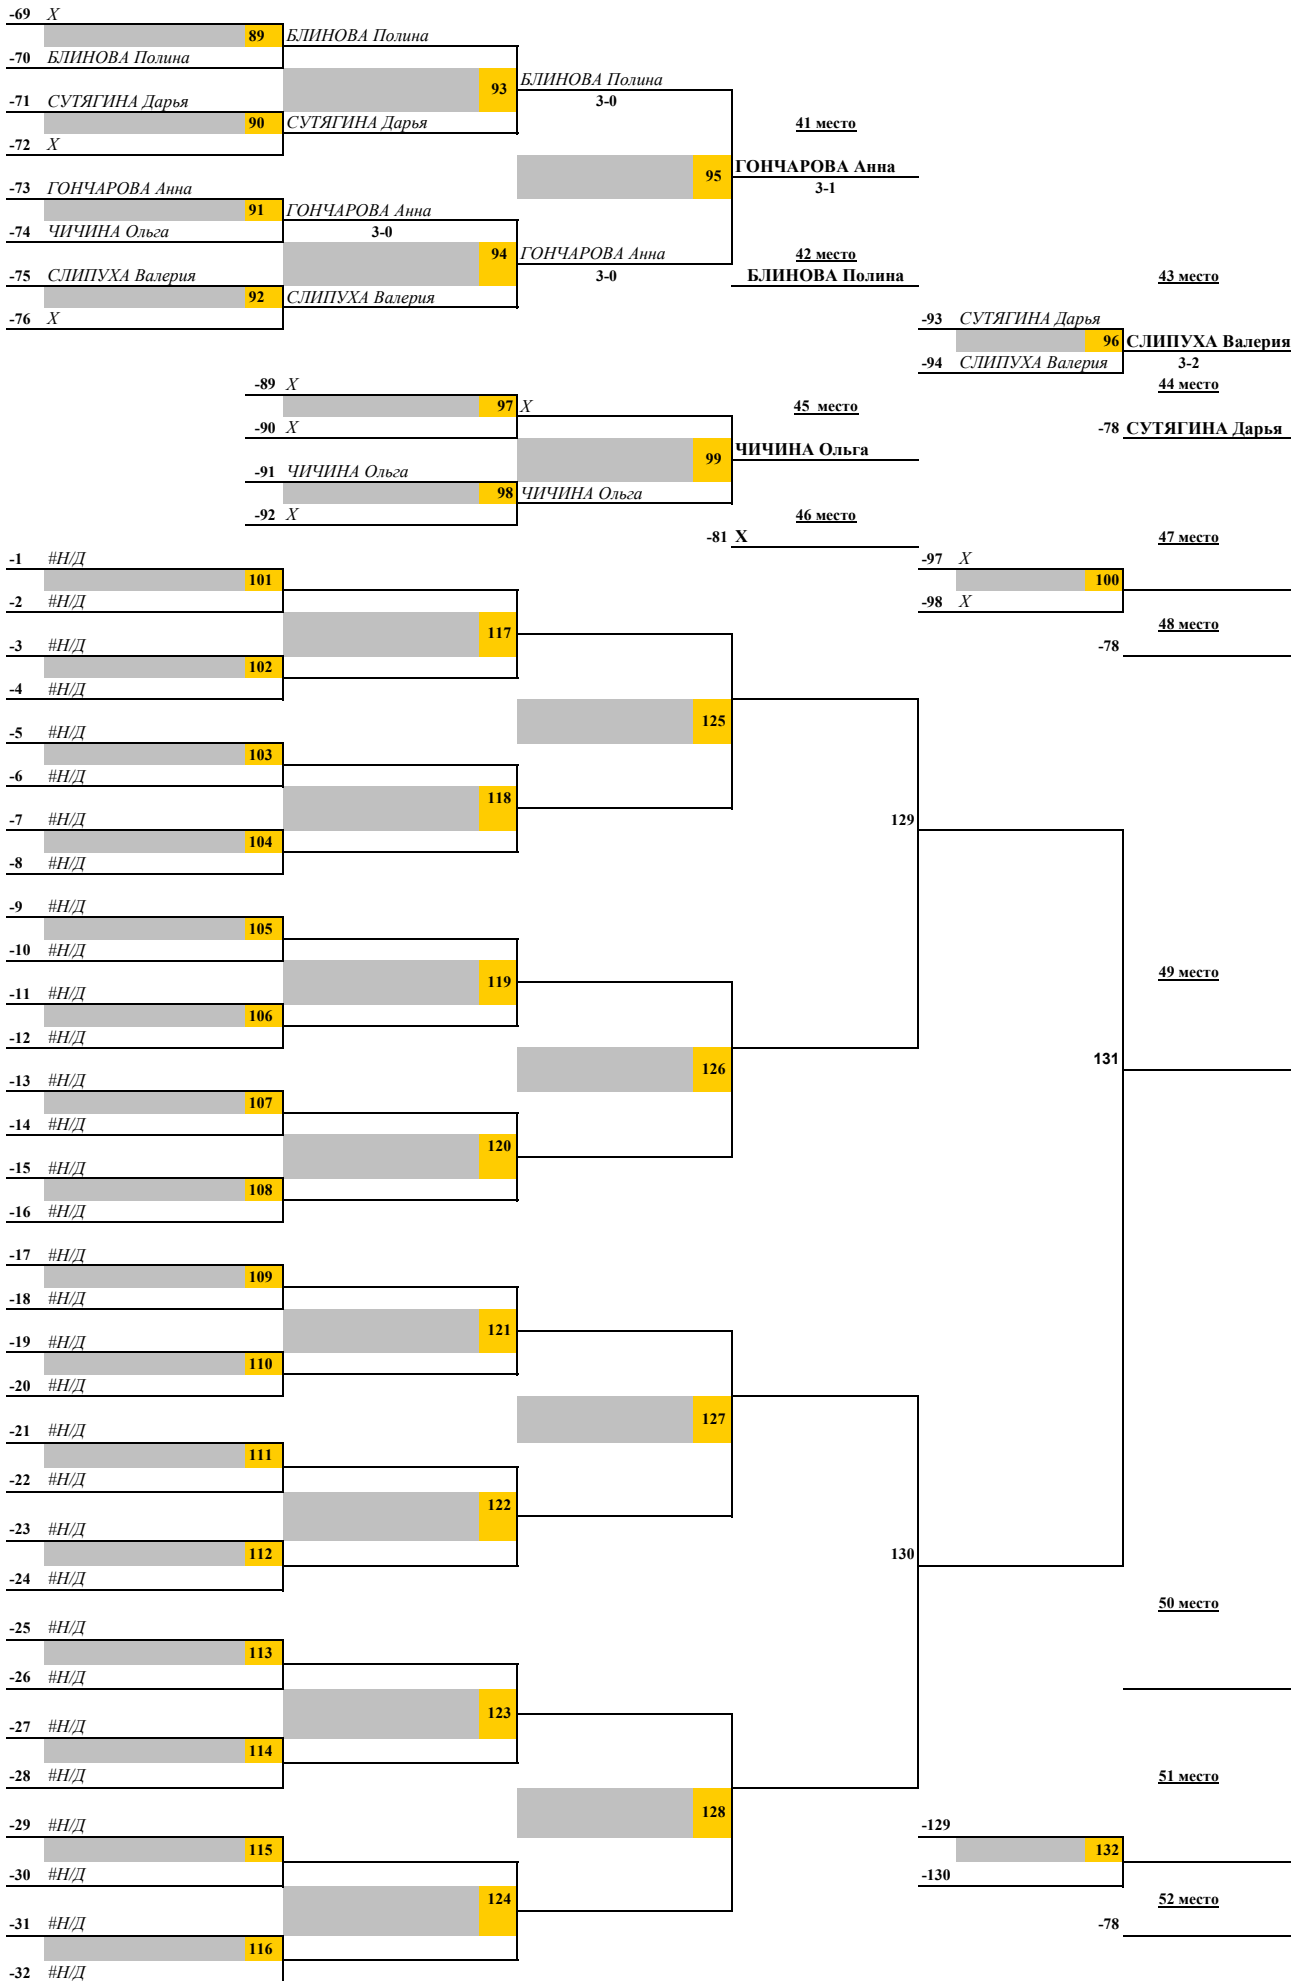 -69 X
89 БЛИНОВА Полина
-70 БЛИНОВА Полина
93 БЛИНОВА Полина
3-0
-71 СУТЯГИНА Дарья
90 СУТЯГИНА Дарья
41 место
-72 X
95 ГОНЧАРОВА Анна
3-1
-73 ГОНЧАРОВА Анна
91 ГОНЧАРОВА Анна
3-0
-74 ЧИЧИНА Ольга
94 ГОНЧАРОВА Анна
3-0
42 место
БЛИНОВА Полина
43 место
-75 СЛИПУХА Валерия
92 СЛИПУХА Валерия
-76 X
-93 СУТЯГИНА Дарья
96 СЛИПУХА Валерия
3-2
-94 СЛИПУХА Валерия
44 место
-78 СУТЯГИНА Дарья
-89 X
97 X
45 место
-90 X
99 ЧИЧИНА Ольга
-91 ЧИЧИНА Ольга
98 ЧИЧИНА Ольга
-92 X
46 место
-81 X
47 место
-97 X
100
-98 X
48 место
-78
-1 #Н/Д
101
-2 #Н/Д
117
-3 #Н/Д
102
-4 #Н/Д
125
-5 #Н/Д
103
-6 #Н/Д
118
-7 #Н/Д
129
104
-8 #Н/Д
-9 #Н/Д
105
-10 #Н/Д
119
49 место
-11 #Н/Д
106
-12 #Н/Д
126
131
-13 #Н/Д
107
-14 #Н/Д
120
-15 #Н/Д
108
-16 #Н/Д
-17 #Н/Д
109
-18 #Н/Д
121
-19 #Н/Д
110
-20 #Н/Д
127
-21 #Н/Д
111
-22 #Н/Д
122
-23 #Н/Д
112
130
-24 #Н/Д
50 место
-25 #Н/Д
113
-26 #Н/Д
123
-27 #Н/Д
114
-28 #Н/Д
51 место
128
-29 #Н/Д
-129
115
132
-30 #Н/Д
-130
124
52 место
-31 #Н/Д
-78
116
-32 #Н/Д